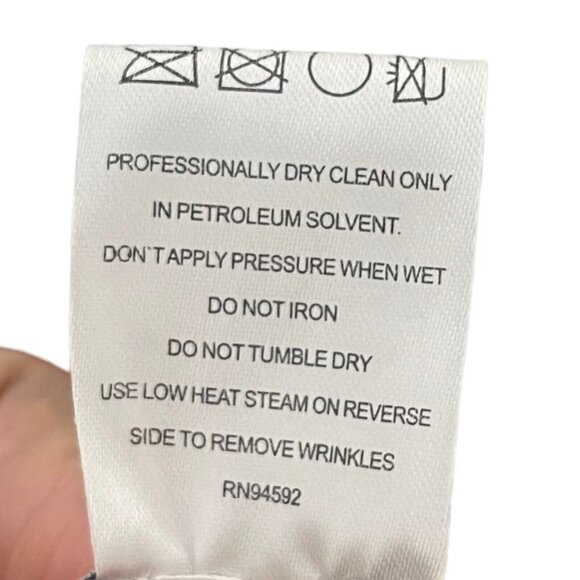 PROFESSIONALLY DRY CLEAN ONLY
IN PETROLEUM SOLVENT.
DON'T APPLY PRESSURE WHEN WET
DO NOT IRON
DO NOT TUMBLE DRY
USE LOW HEAT STEAM ON REVERSE
SIDE TO REMOVE WRINKLES
RN94592